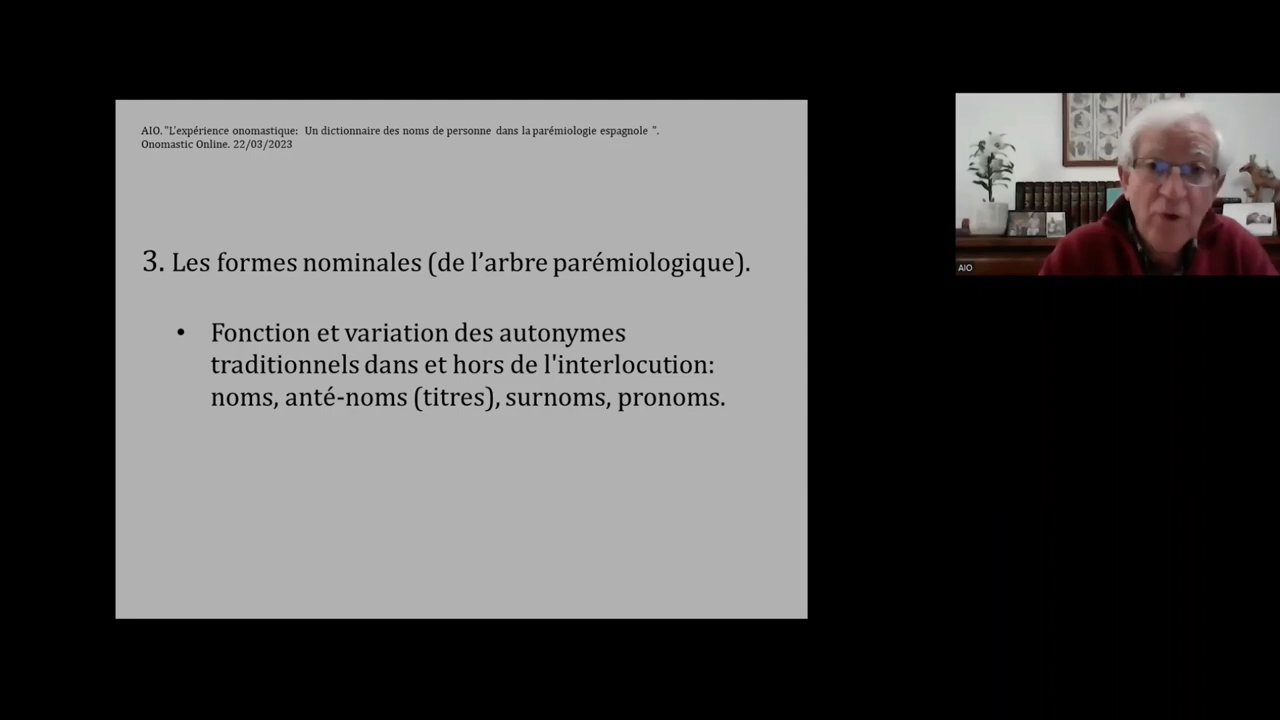 AIO. "L'expérience onomastique: Un dictionnaire des noms de personne dans la parémiologie espagnole ".
Onomastic Online. 22/03/2023
3. Les formes nominales (de l’arbre parémiologique).
• Fonction et variation des autonymes
traditionnels dans et hors de l'interlocution:
noms, anté-noms (titres), surnoms, pronoms.
AIO